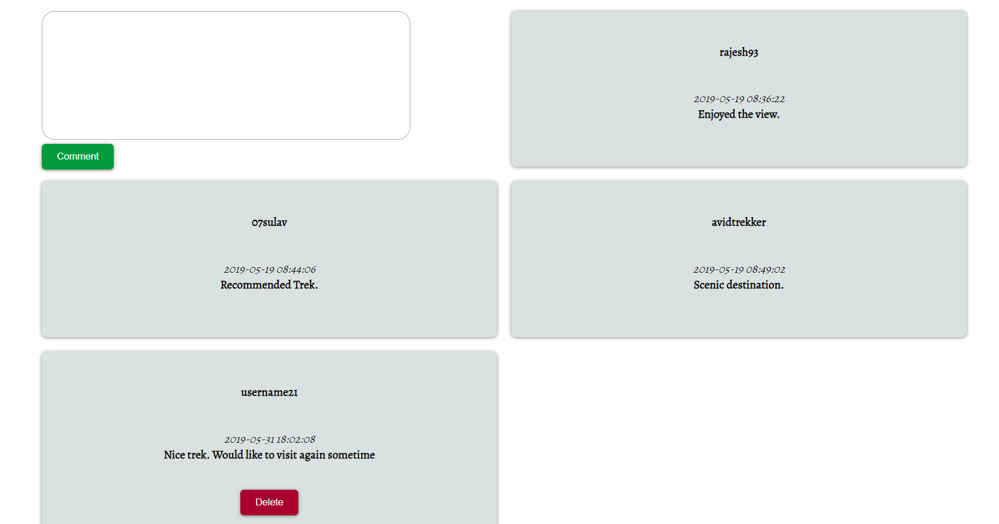 Comment
rajesh93
2019-05-19 08:36:22
Enjoyed the view.
07sulav
2019-05-19 08:44:06
Recommended Trek.
avidtrekker
2019-05-19 08:49:02
Scenic destination.
username21
2019-05-31 18:02:08
Nice trek. Would like to visit again sometime
Delete